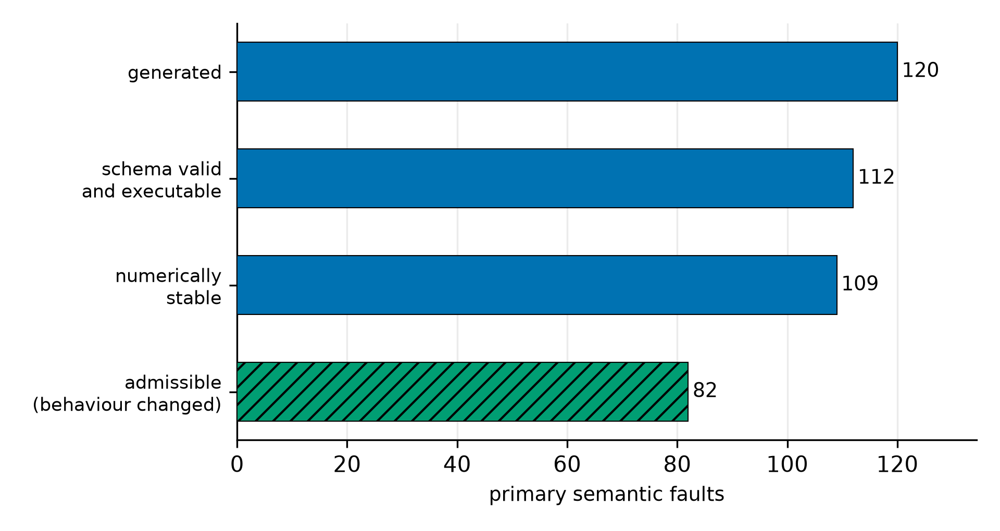 generated
120
schema valid
and executable
112
numerically
stable
109
admissible
(behaviour changed)
82
0 20 40 60 80 100 120
primary semantic faults